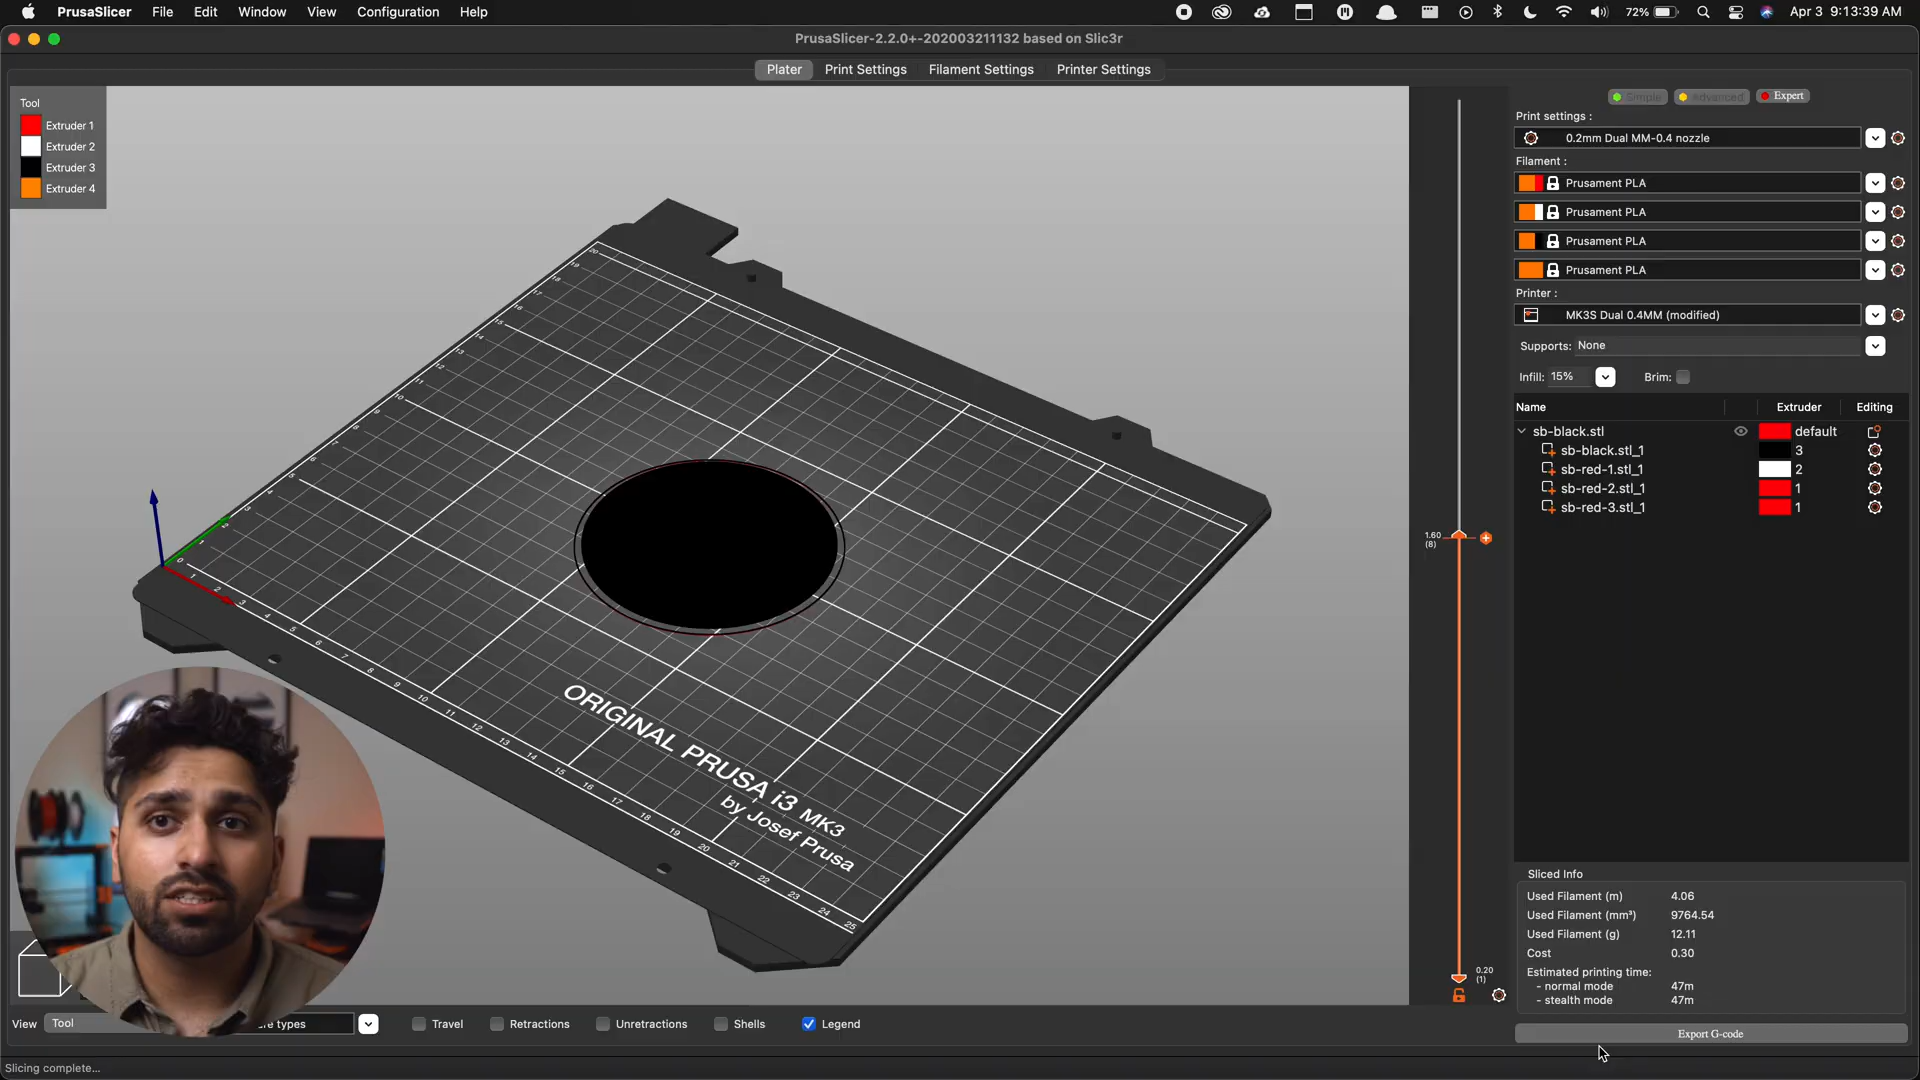 PrusaSlicer File Edit Window View Configuration Help
72% Apr 3 9:13:39 AM
PrusaSlicer-2.2.0+-202003211132 based on Slic3r
Plater Print Settings Filament Settings Printer Settings
Tool
Extruder 1
Extruder 2
Extruder 3
Extruder 4
Simple Advanced Expert
Print settings :
0.2mm Dual MM-0.4 nozzle
Filament :
Prusament PLA
Prusament PLA
Prusament PLA
Prusament PLA
Printer :
MK3S Dual 0.4MM (modified)
Supports: None
Infill: 15% Brim:
Name Extruder Editing
sb-black.stl default
sb-black.stl_1 3
sb-red-1.stl_1 2
sb-red-2.stl_1 1
sb-red-3.stl_1 1
1.60
(8)
ORIGINAL PRUSA i3 MK3
by Josef Prusa
0.20
(1)
Sliced Info
Used Filament (m) 4.06
Used Filament (mm³) 9764.54
Used Filament (g) 12.11
Cost 0.30
Estimated printing time:
- normal mode 47m
- stealth mode 47m
View Tool re types Travel Retractions Unretractions Shells Legend
Export G-code
Slicing complete...